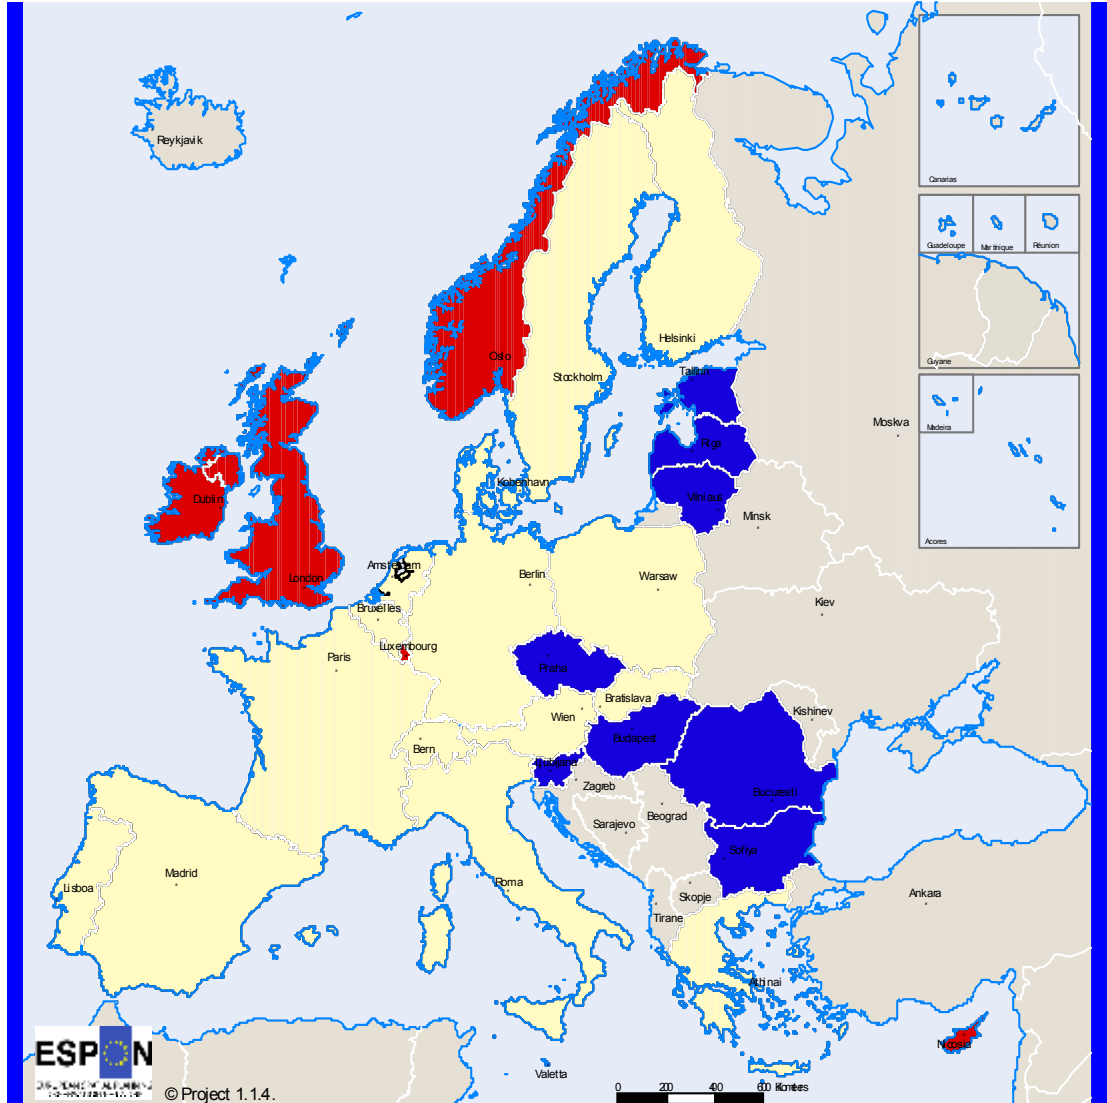 Reykjavik
Canarias
Guadeloupe
Martinique
Réunion
Guyane
Madeira
Acores
Oslo
Helsinki
Stockholm
Tallinn
Riga
Moskva
Dublin
Kobenhavn
Vilnius
Minsk
London
Amsterdam
Berlin
Warsaw
Bruxelles
Kiev
Luxembourg
Paris
Praha
Bratislava
Wien
Kishinev
Bern
Budapest
Ljubljana
Zagreb
Bucuresti
Sarajevo
Beograd
Sofiya
Madrid
Lisboa
Roma
Skopje
Ankara
Tirane
Athinai
Nicosia
Valetta
ESPON
© Project 1.1.4.
0 200 400 600 Kilometres